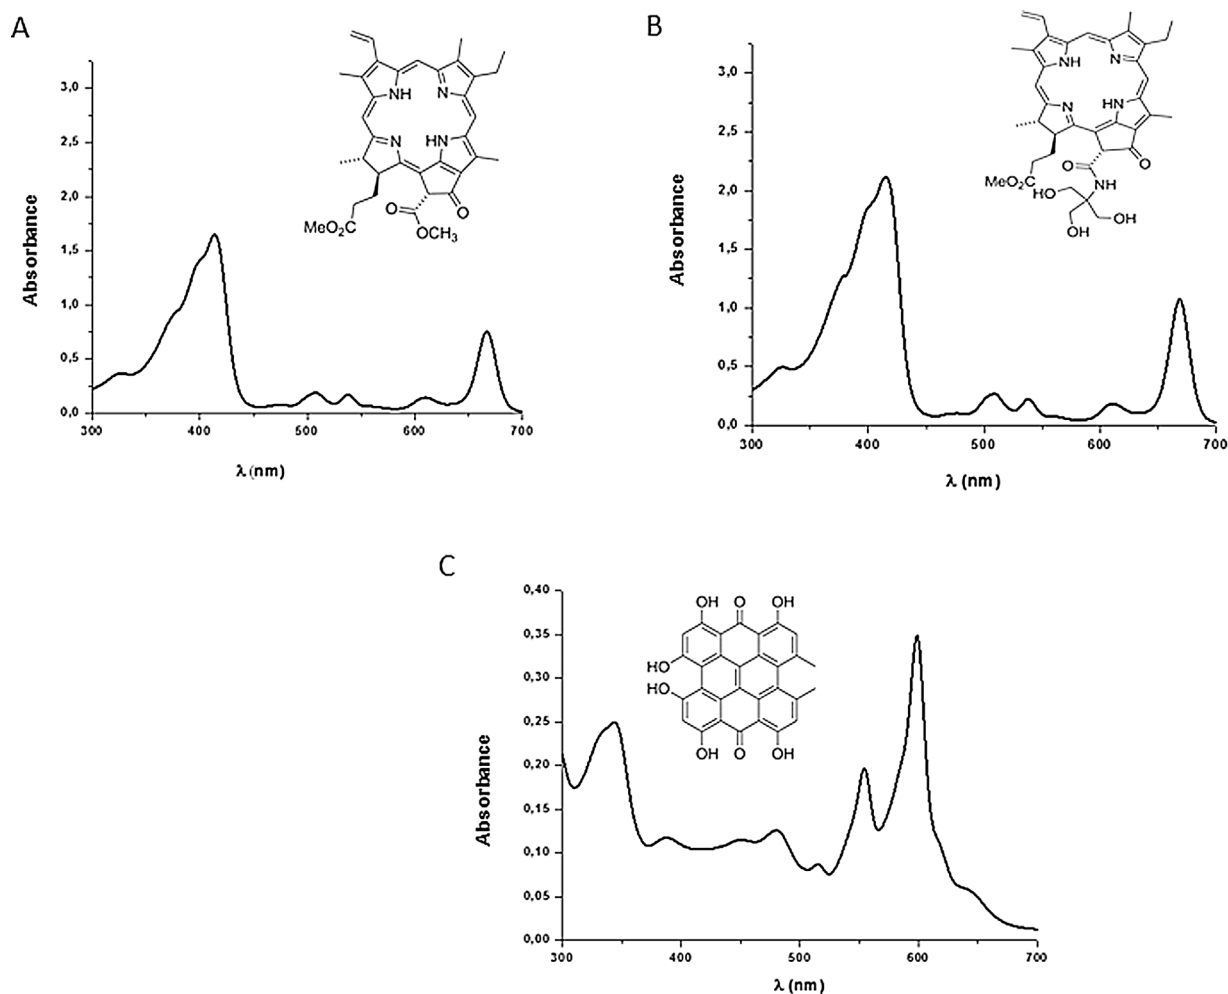 A
NH
N
N
HN
MeO₂C
O
O
OCH₃
3,0
2,5
2,0
1,5
1,0
0,5
0,0
300
400
500
600
700
Absorbance
λ (nm)
B
NH
N
N
HN
O
O
NH
MeO₂C
HO
OH
OH
3,0
2,5
2,0
1,5
1,0
0,5
0,0
300
400
500
600
700
Absorbance
λ (nm)
C
OH
O
OH
HO
HO
OH
O
OH
0,40
0,35
0,30
0,25
0,20
0,15
0,10
0,05
0,00
300
400
500
600
700
Absorbance
λ (nm)